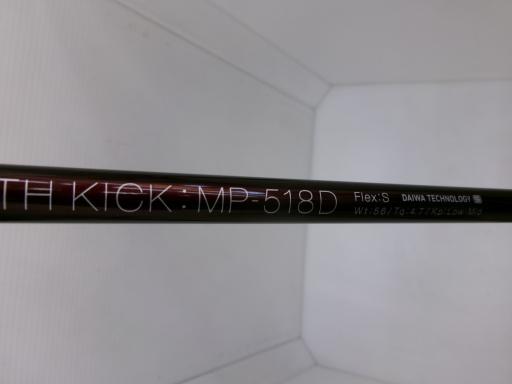 TH KICK : MP-518D
Flex:S DAIWA TECHNOLOGY
Wt:58/Tq:4.7/Kp:Low-Mid